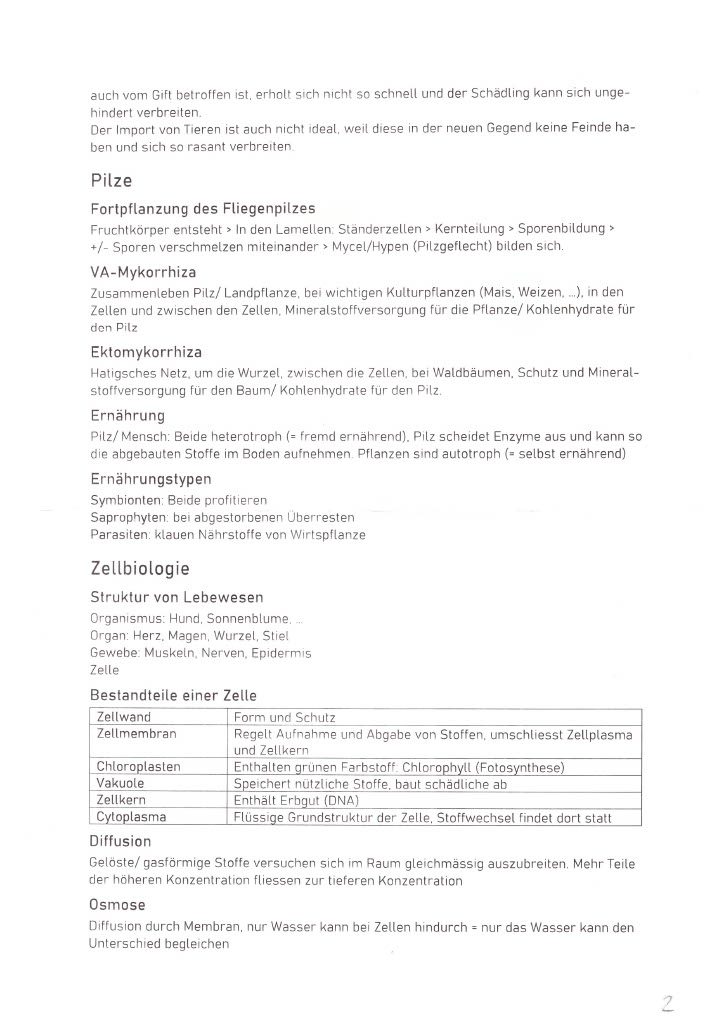 auch vom Gift betroffen ist, erholt sich nicht so schnell und der Schädling kann sich unge-
hindert verbreiten.
Der Import von Tieren ist auch nicht ideal, weil diese in der neuen Gegend keine Feinde ha-
ben und sich so rasant verbreiten.
Pilze
Fortpflanzung des Fliegenpilzes
Fruchtkörper entsteht > In den Lamellen: Ständerzellen > Kernteilung > Sporenbildung >
+/- Sporen verschmelzen miteinander > Mycel/Hypen (Pilzgeflecht) bilden sich.
VA-Mykorrhiza
Zusammenleben Pilz/ Landpflanze, bei wichtigen Kulturpflanzen (Mais, Weizen, …), in den
Zellen und zwischen den Zellen, Mineralstoffversorgung für die Pflanze/ Kohlenhydrate für
den Pilz
Ektomykorrhiza
Hatigsches Netz, um die Wurzel, zwischen die Zellen, bei Waldbäumen, Schutz und Mineral-
stoffversorgung für den Baum/ Kohlenhydrate für den Pilz.
Ernährung
Pilz/ Mensch: Beide heterotroph (= fremd ernährend), Pilz scheidet Enzyme aus und kann so
die abgebauten Stoffe im Boden aufnehmen. Pflanzen sind autotroph (= selbst ernährend)
Ernährungstypen
Symbionten: Beide profitieren
Saprophyten: bei abgestorbenen Überresten
Parasiten: klauen Nährstoffe von Wirtspflanze
Zellbiologie
Struktur von Lebewesen
Organismus: Hund, Sonnenblume, …
Organ: Herz, Magen, Wurzel, Stiel
Gewebe: Muskeln, Nerven, Epidermis
Zelle
Bestandteile einer Zelle
Zellwand Form und Schutz
Zellmembran Regelt Aufnahme und Abgabe von Stoffen, umschliesst Zellplasma
und Zellkern
Chloroplasten Enthalten grünen Farbstoff: Chlorophyll (Fotosynthese)
Vakuole Speichert nützliche Stoffe, baut schädliche ab
Zellkern Enthält Erbgut (DNA)
Cytoplasma Flüssige Grundstruktur der Zelle, Stoffwechsel findet dort statt
Diffusion
Gelöste/ gasförmige Stoffe versuchen sich im Raum gleichmässig auszubreiten. Mehr Teile
der höheren Konzentration fliessen zur tieferen Konzentration
Osmose
Diffusion durch Membran, nur Wasser kann bei Zellen hindurch = nur das Wasser kann den
Unterschied begleichen
2